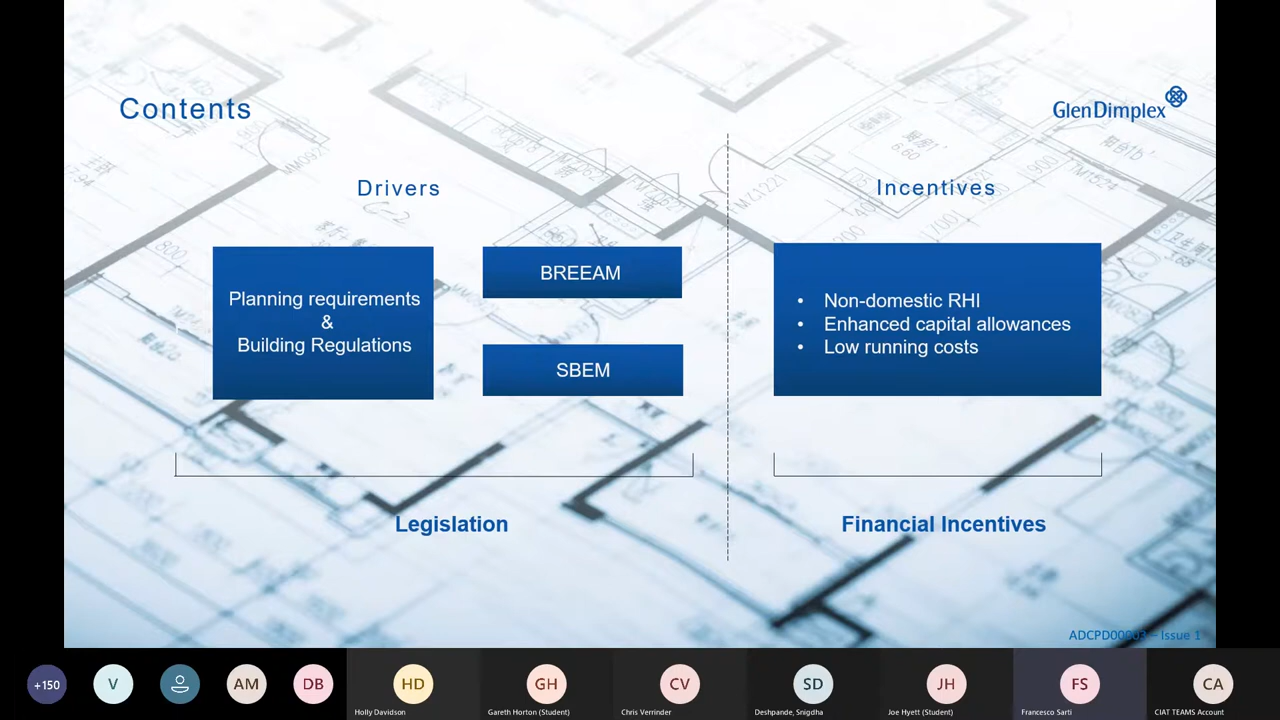 Contents
GlenDimplex
Drivers
Incentives
Planning requirements
&
Building Regulations
BREEAM
SBEM
• Non-domestic RHI
• Enhanced capital allowances
• Low running costs
Legislation
Financial Incentives
Issue 1
+150
V
AM
DB
HD
Holly Davidson
GH
Gareth Horton (Student)
CV
Chris Verrinder
SD
Deshpande, Snigdha
JH
Joe Hyett (Student)
FS
Francesco Sarti
CA
CIAT TEAMS Account